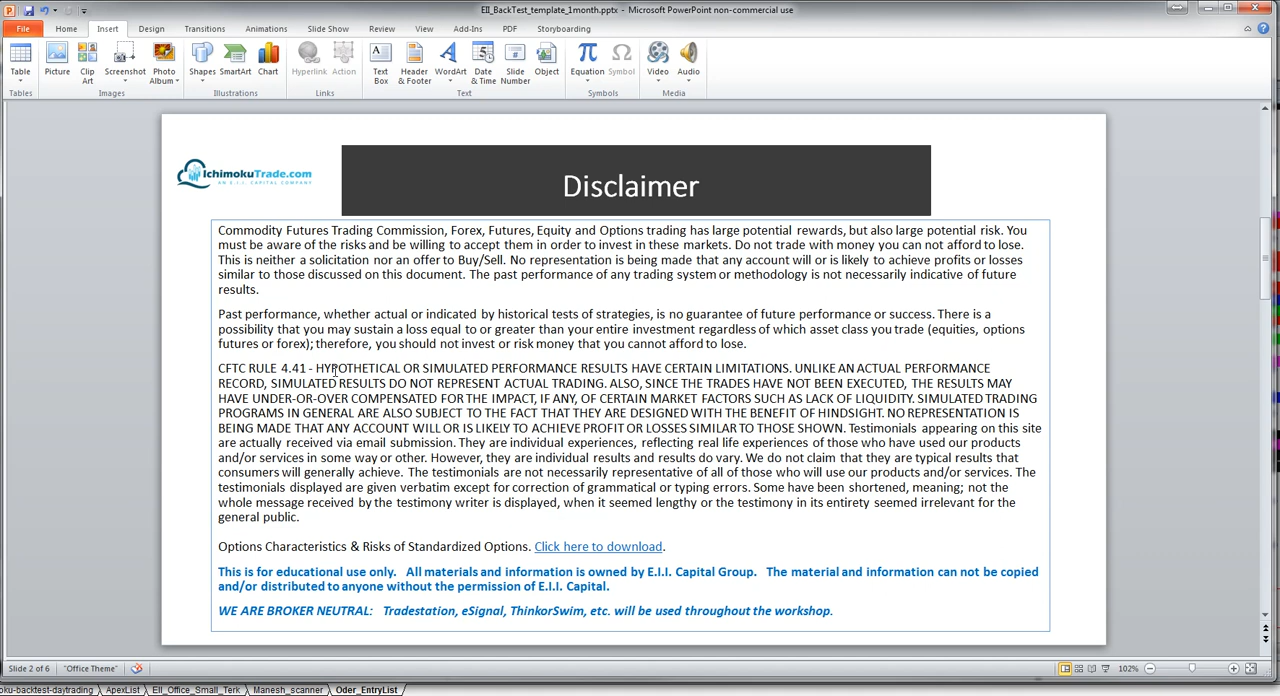 EII_BackTest_template_1month.pptx - Microsoft PowerPoint non-commercial use
File Home Insert Design Transitions Animations Slide Show Review View Add-Ins PDF Storyboarding
Table Picture Clip Art Screenshot Photo Album Shapes SmartArt Chart Hyperlink Action Text Box Header & Footer WordArt Date & Time Slide Number Object Equation Symbol Video Audio
Tables Images Illustrations Links Text Symbols Media
IchimokuTrade.com
AN E.I.I. CAPITAL COMPANY
Disclaimer
Commodity Futures Trading Commission, Forex, Futures, Equity and Options trading has large potential rewards, but also large potential risk. You
must be aware of the risks and be willing to accept them in order to invest in these markets. Do not trade with money you can not afford to lose.
This is neither a solicitation nor an offer to Buy/Sell. No representation is being made that any account will or is likely to achieve profits or losses
similar to those discussed on this document. The past performance of any trading system or methodology is not necessarily indicative of future
results.
Past performance, whether actual or indicated by historical tests of strategies, is no guarantee of future performance or success. There is a
possibility that you may sustain a loss equal to or greater than your entire investment regardless of which asset class you trade (equities, options
futures or forex); therefore, you should not invest or risk money that you cannot afford to lose.
CFTC RULE 4.41 - HYPOTHETICAL OR SIMULATED PERFORMANCE RESULTS HAVE CERTAIN LIMITATIONS. UNLIKE AN ACTUAL PERFORMANCE
RECORD, SIMULATED RESULTS DO NOT REPRESENT ACTUAL TRADING. ALSO, SINCE THE TRADES HAVE NOT BEEN EXECUTED, THE RESULTS MAY
HAVE UNDER-OR-OVER COMPENSATED FOR THE IMPACT, IF ANY, OF CERTAIN MARKET FACTORS SUCH AS LACK OF LIQUIDITY. SIMULATED TRADING
PROGRAMS IN GENERAL ARE ALSO SUBJECT TO THE FACT THAT THEY ARE DESIGNED WITH THE BENEFIT OF HINDSIGHT. NO REPRESENTATION IS
BEING MADE THAT ANY ACCOUNT WILL OR IS LIKELY TO ACHIEVE PROFIT OR LOSSES SIMILAR TO THOSE SHOWN. Testimonials appearing on this site
are actually received via email submission. They are individual experiences, reflecting real life experiences of those who have used our products
and/or services in some way or other. However, they are individual results and results do vary. We do not claim that they are typical results that
consumers will generally achieve. The testimonials are not necessarily representative of all of those who will use our products and/or services. The
testimonials displayed are given verbatim except for correction of grammatical or typing errors. Some have been shortened, meaning; not the
whole message received by the testimony writer is displayed, when it seemed lengthy or the testimony in its entirety seemed irrelevant for the
general public.
Options Characteristics & Risks of Standardized Options. Click here to download.
This is for educational use only. All materials and information is owned by E.I.I. Capital Group. The material and information can not be copied
and/or distributed to anyone without the permission of E.I.I. Capital.
WE ARE BROKER NEUTRAL: Tradestation, eSignal, ThinkorSwim, etc. will be used throughout the workshop.
Slide 2 of 6 "Office Theme" 102%
oku-backtest-daytrading ApexList EII_Office_Small_Terk Manesh_scanner Oder_EntryList